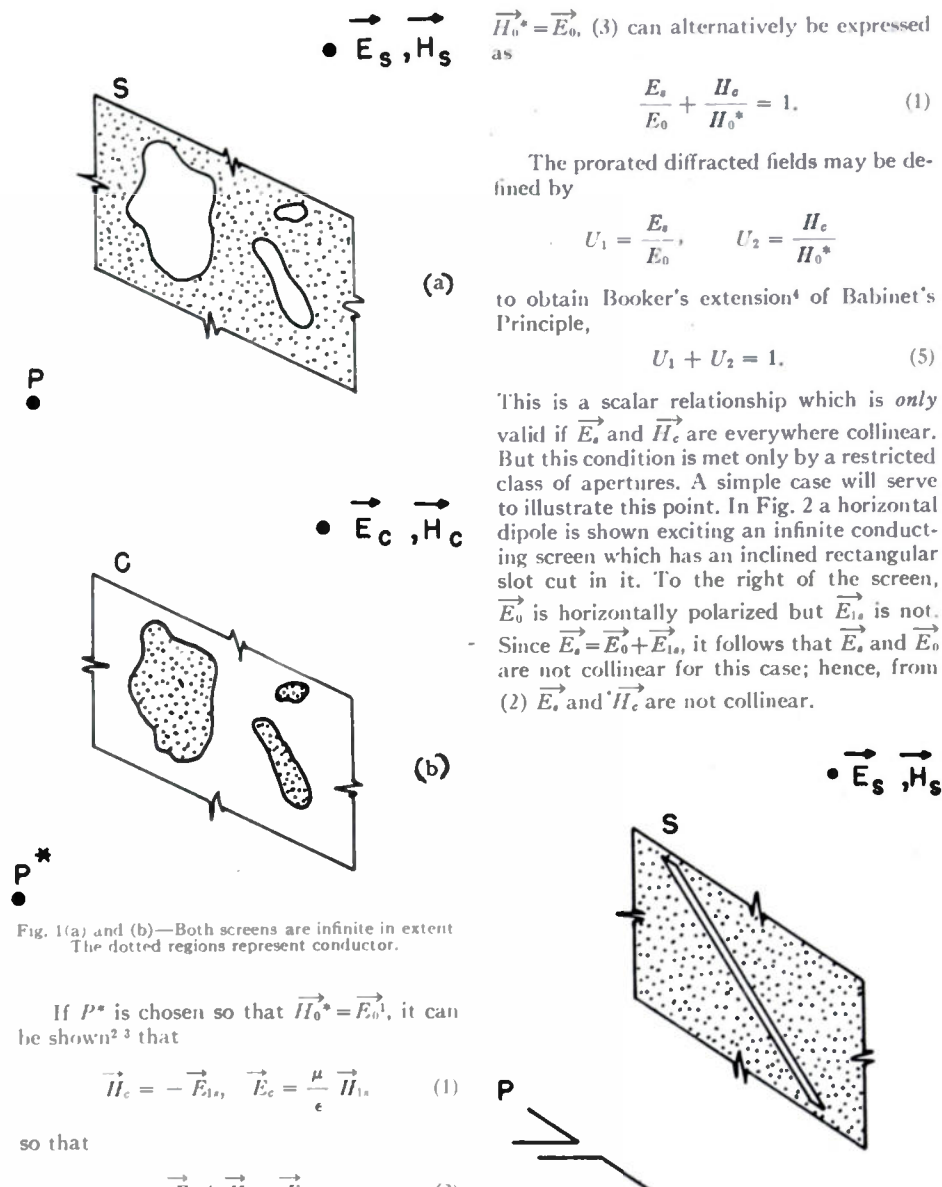 E_S , H_S
S
(a)
P
E_C , H_C
C
(b)
P*
Fig. 1(a) and (b)—Both screens are infinite in extent
The dotted regions represent conductor.
If P* is chosen so that H_0* = E_0^1, it can
be shown^2 3 that
H_c = − E_1s, E_c = μ/ε H_1s (1)
so that
H_0* = E_0, (3) can alternatively be expressed
as
E_s/E_0 + H_c/H_0* = 1. (1)
The prorated diffracted fields may be de-
fined by
U_1 = E_s/E_0, U_2 = H_c/H_0*
to obtain Booker's extension^4 of Babinet's
Principle,
U_1 + U_2 = 1. (5)
This is a scalar relationship which is only
valid if E_s and H_c are everywhere collinear.
But this condition is met only by a restricted
class of apertures. A simple case will serve
to illustrate this point. In Fig. 2 a horizontal
dipole is shown exciting an infinite conduct-
ing screen which has an inclined rectangular
slot cut in it. To the right of the screen,
E_0 is horizontally polarized but E_1s is not.
Since E_s = E_0 + E_1s, it follows that E_s and E_0
are not collinear for this case; hence, from
(2) E_s and H_c are not collinear.
E_S H_S
S
P